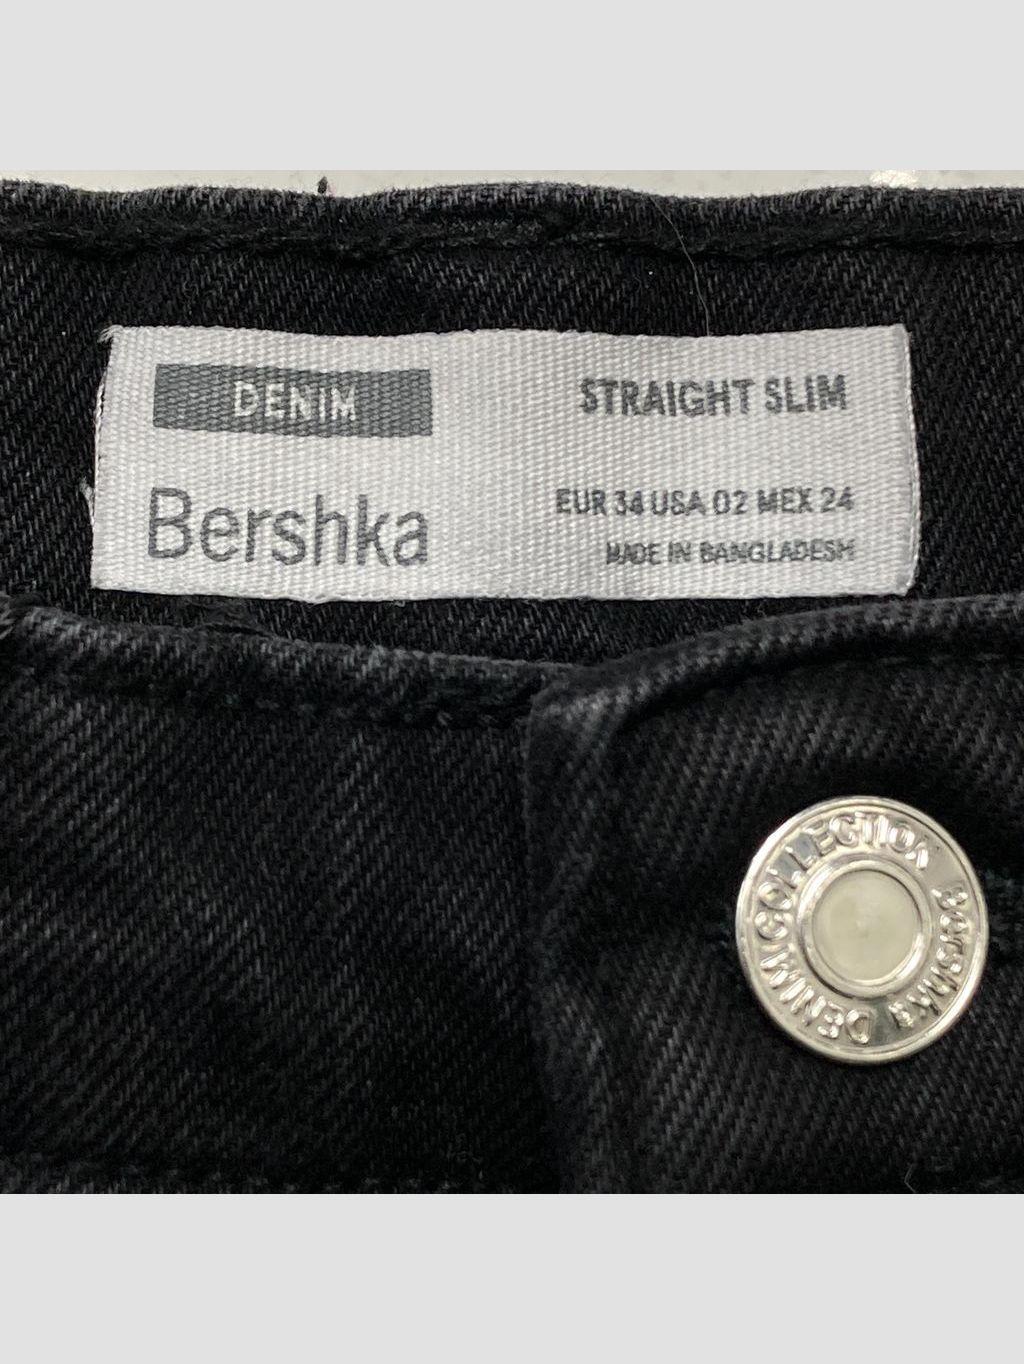 DENIM
STRAIGHT SLIM
Bershka
EUR 34 USA 02 MEX 24
MADE IN BANGLADESH
Bershka DENIM COLLECTION